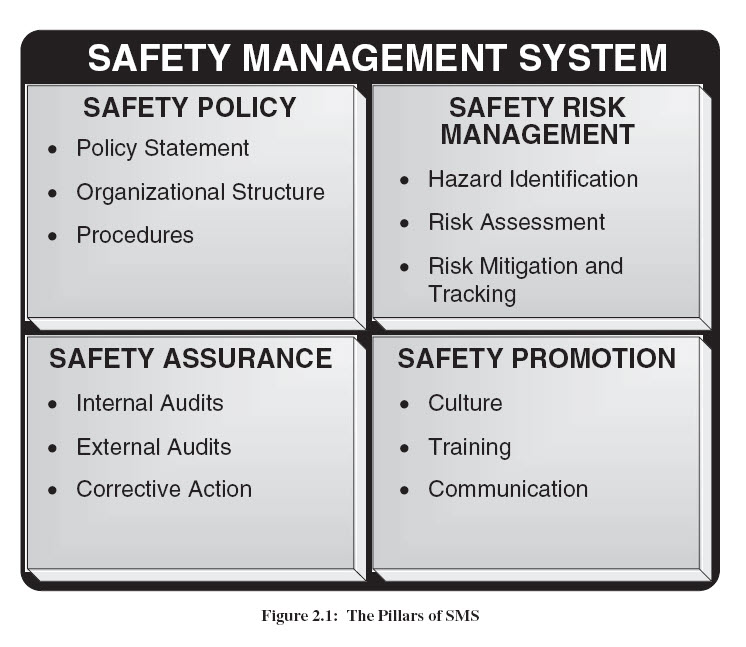 SAFETY MANAGEMENT SYSTEM
SAFETY POLICY
• Policy Statement
• Organizational Structure
• Procedures
SAFETY RISK
MANAGEMENT
• Hazard Identification
• Risk Assessment
• Risk Mitigation and
Tracking
SAFETY ASSURANCE
• Internal Audits
• External Audits
• Corrective Action
SAFETY PROMOTION
• Culture
• Training
• Communication
Figure 2.1: The Pillars of SMS